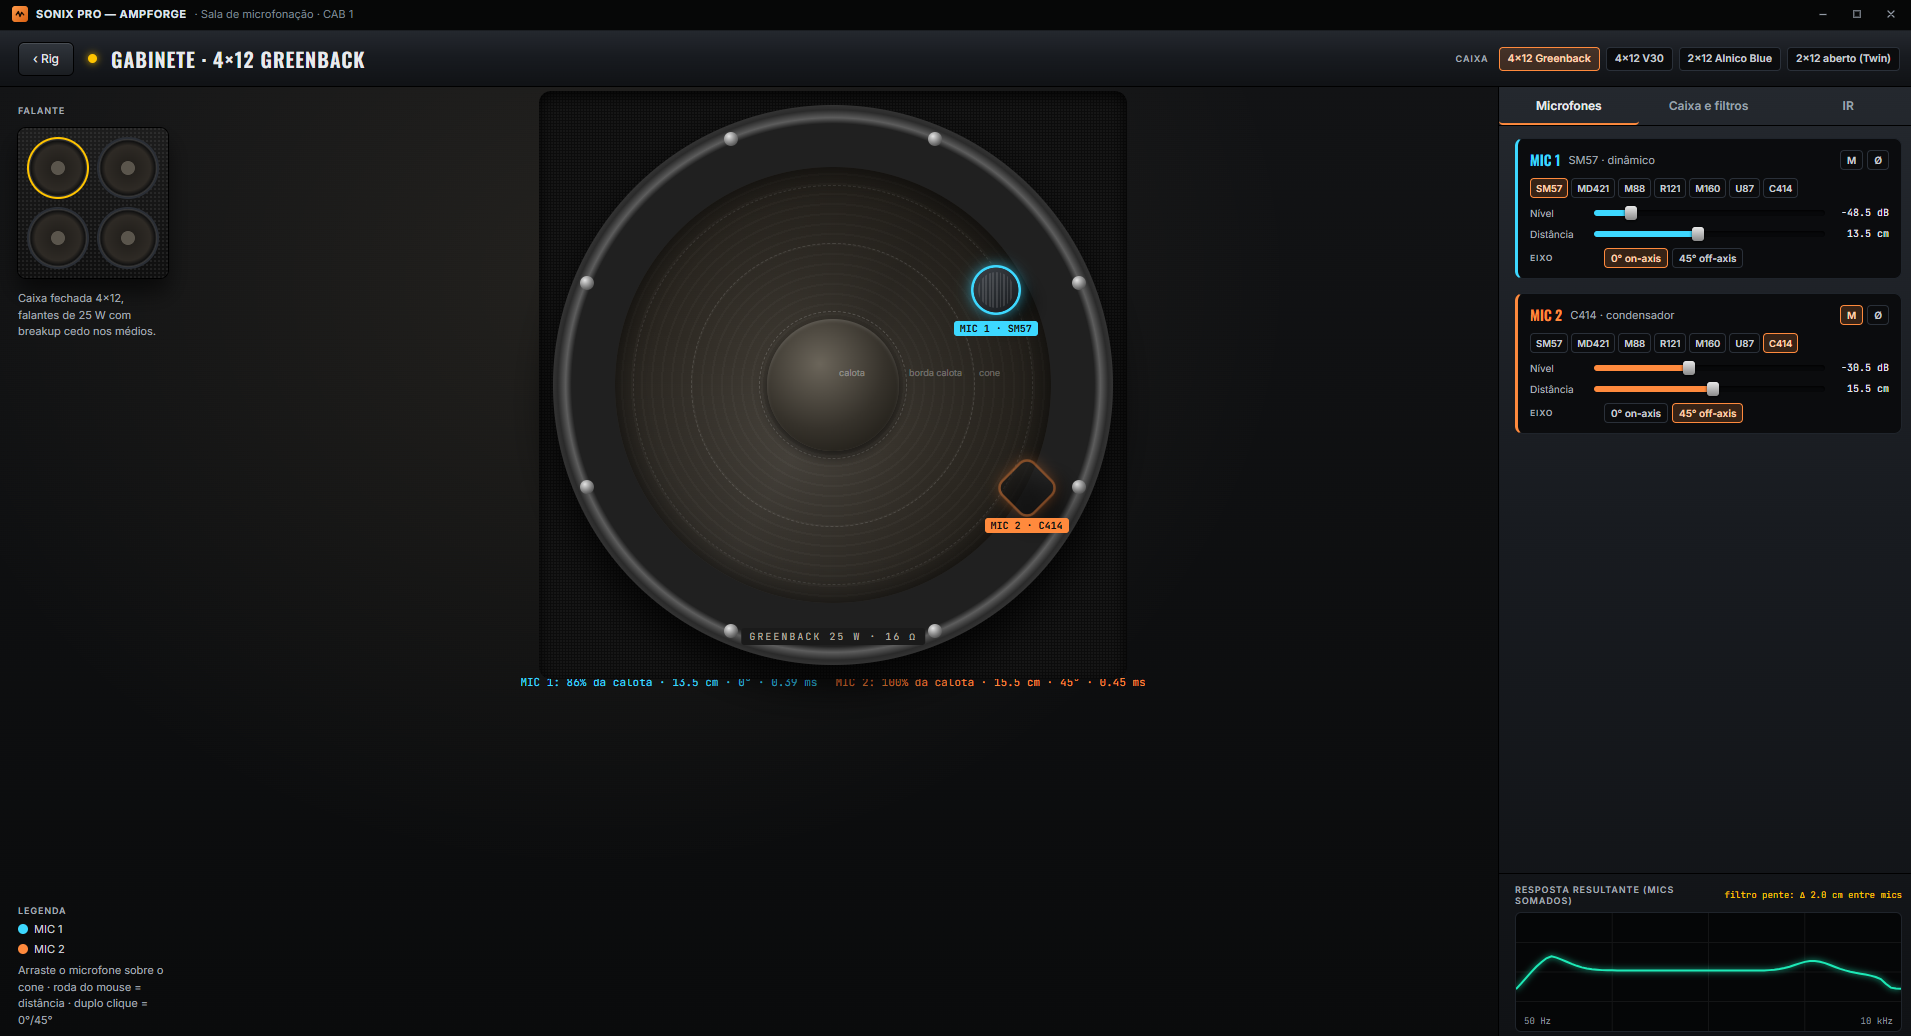 SONIX PRO — AMPFORGE · Sala de microfonação · CAB 1
‹ Rig
GABINETE · 4×12 GREENBACK
CAIXA
4×12 Greenback
4×12 V30
2×12 Alnico Blue
2×12 aberto (Twin)
FALANTE
Caixa fechada 4×12,
falantes de 25 W com
breakup cedo nos médios.
MIC 1 · SM57
calota
borda calota
cone
MIC 2 · C414
GREENBACK 25 W · 16 Ω
MIC 1: 86% da calota · 13.5 cm · 0° · 0.39 ms
MIC 2: 100% da calota · 15.5 cm · 45° · 0.45 ms
LEGENDA
MIC 1
MIC 2
Arraste o microfone sobre o
cone · roda do mouse =
distância · duplo clique =
0°/45°
Microfones
Caixa e filtros
IR
MIC 1 SM57 · dinâmico
M Ø
SM57 MD421 M88 R121 M160 U87 C414
Nível -48.5 dB
Distância 13.5 cm
EIXO 0° on-axis 45° off-axis
MIC 2 C414 · condensador
M Ø
SM57 MD421 M88 R121 M160 U87 C414
Nível -30.5 dB
Distância 15.5 cm
EIXO 0° on-axis 45° off-axis
RESPOSTA RESULTANTE (MICS
SOMADOS)
filtro pente: Δ 2.0 cm entre mics
50 Hz
10 kHz